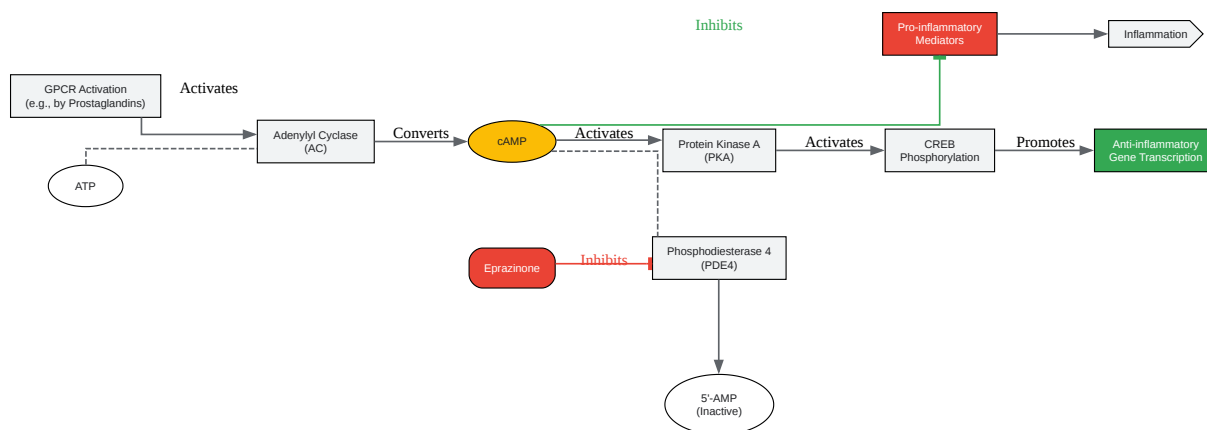 Inhibits
Pro-inflammatory
Mediators
Inflammation
GPCR Activation
(e.g., by Prostaglandins)
Activates
Adenylyl Cyclase
(AC)
Converts
cAMP
Activates
Protein Kinase A
(PKA)
Activates
CREB
Phosphorylation
Promotes
Anti-inflammatory
Gene Transcription
ATP
Eprazinone
Inhibits
Phosphodiesterase 4
(PDE4)
5'-AMP
(Inactive)